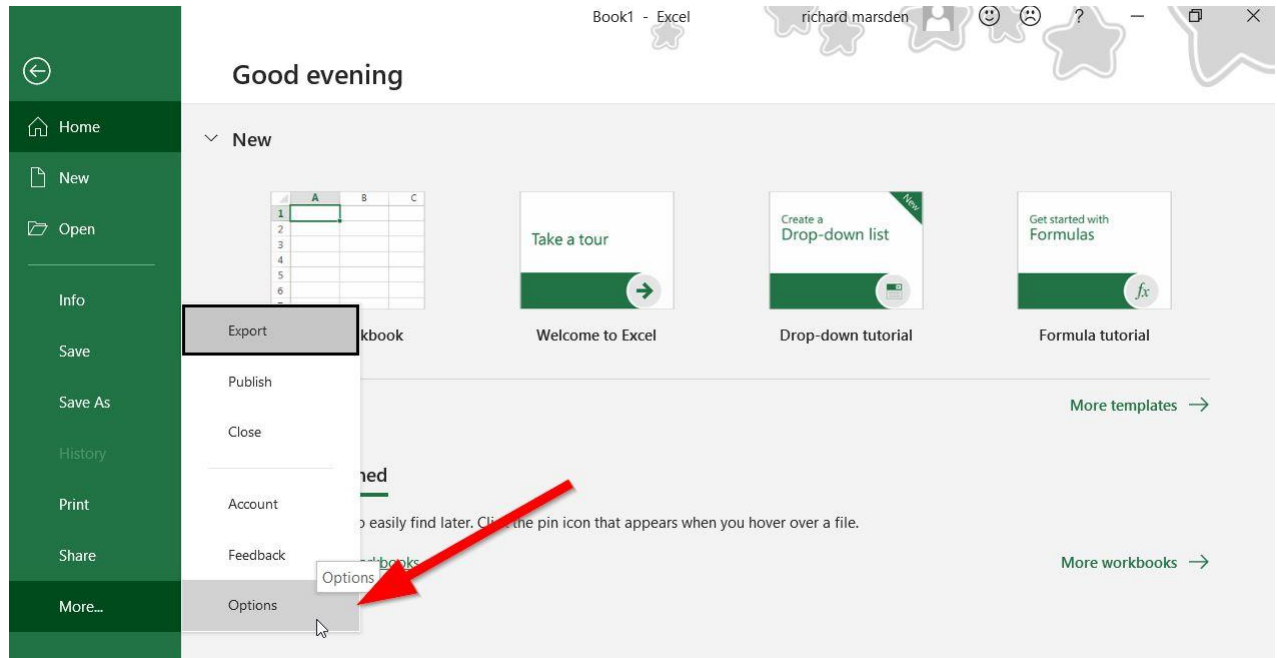 Book1 - Excel
richard marsden
?
Good evening
Home
New
Open
Info
Save
Save As
History
Print
Share
More...
New
A B C
1
2
3
4
5
6
Take a tour
Create a
Drop-down list
New
Get started with
Formulas
fx
kbook
Welcome to Excel
Drop-down tutorial
Formula tutorial
More templates
Export
Publish
Close
Account
Feedback
Options
Options
ned
easily find later. Click the pin icon that appears when you hover over a file.
More workbooks